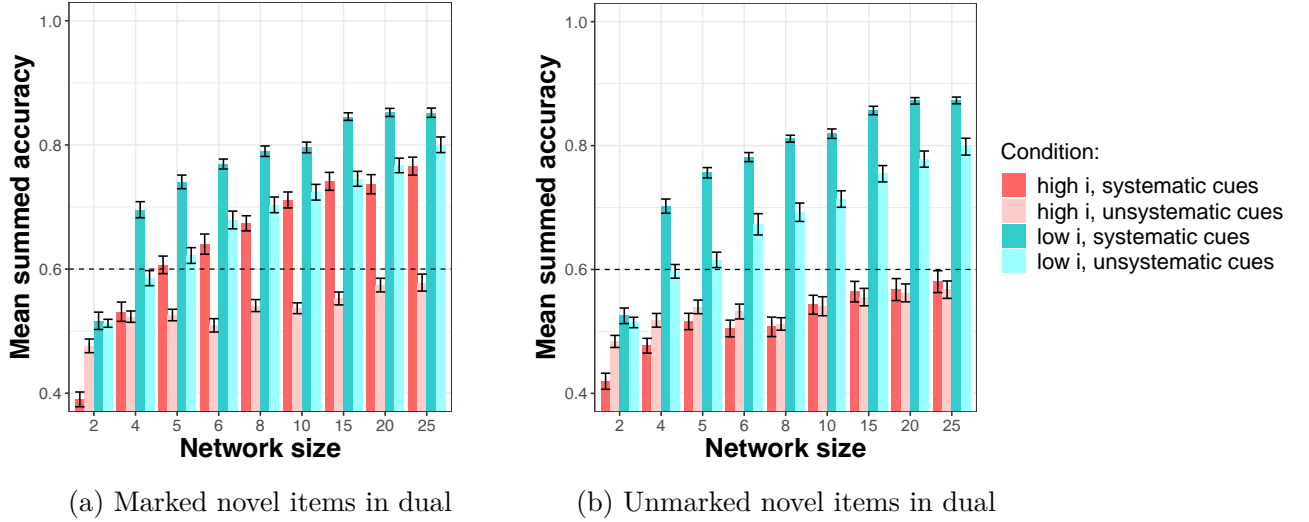 Mean summed accuracy
1.0
0.8
0.6
0.4
2 4 5 6 8 10 15 20 25
Network size
(a) Marked novel items in dual
Mean summed accuracy
1.0
0.8
0.6
0.4
2 4 5 6 8 10 15 20 25
Network size
(b) Unmarked novel items in dual
Condition:
high i, systematic cues
high i, unsystematic cues
low i, systematic cues
low i, unsystematic cues